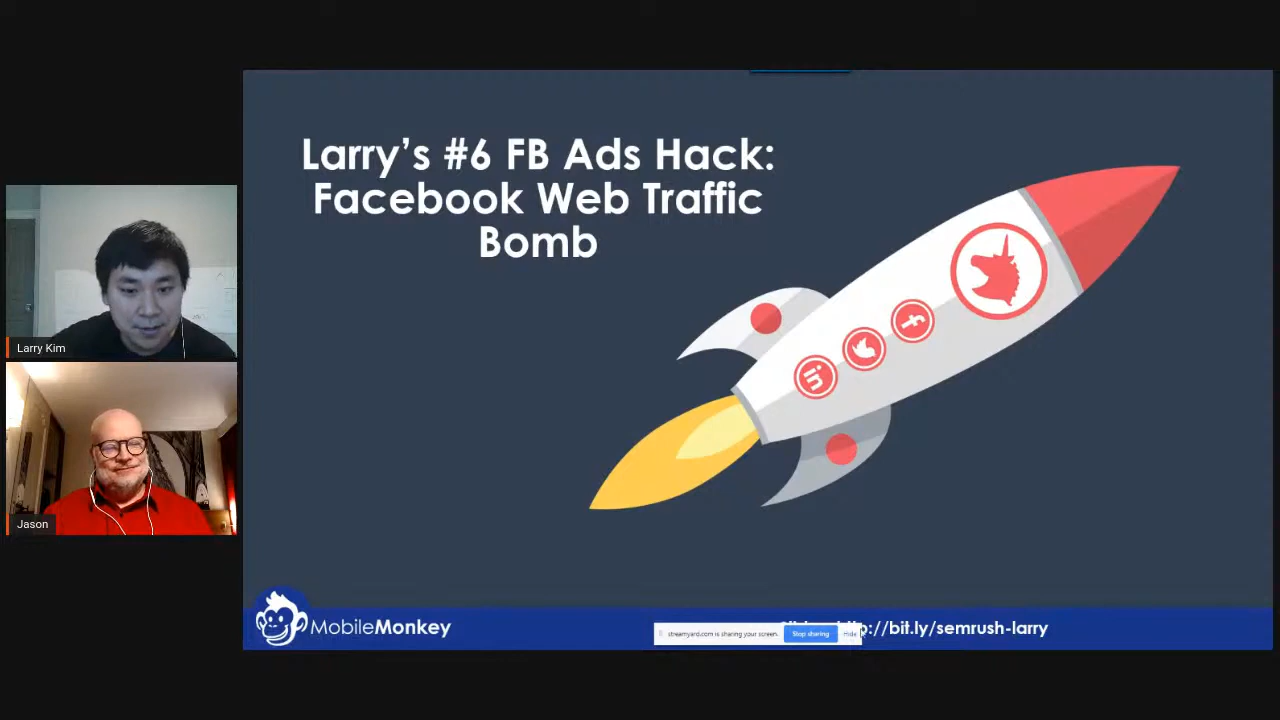 Larry's #6 FB Ads Hack:
Facebook Web Traffic
Bomb
Larry Kim
Jason
in
f
MobileMonkey
streamyard.com is sharing your screen.
Stop sharing
Hide
://bit.ly/semrush-larry